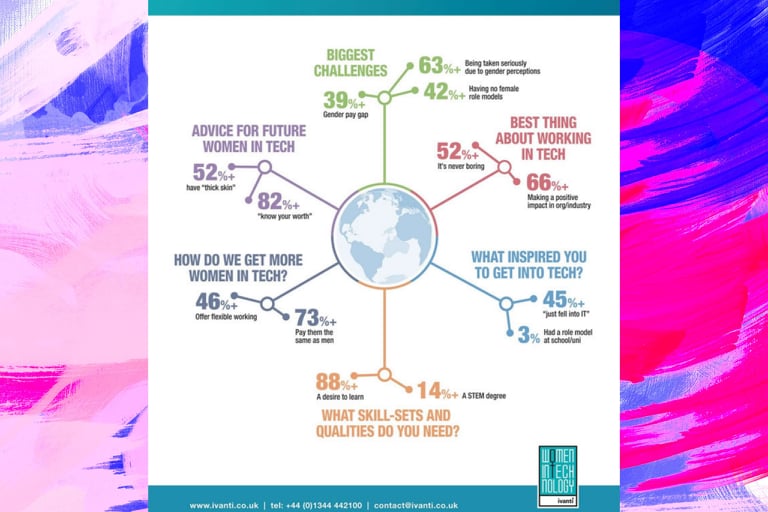 BIGGEST
CHALLENGES
63%+ Being taken seriously
due to gender perceptions
42%+ Having no female
role models
39%+
Gender pay gap
BEST THING
ABOUT WORKING
IN TECH
52%+
It's never boring
66%+
Making a positive
impact in org/industry
ADVICE FOR FUTURE
WOMEN IN TECH
52%+
have "thick skin"
82%+
"know your worth"
HOW DO WE GET MORE
WOMEN IN TECH?
46%+
Offer flexible working
73%+
Pay them the
same as men
WHAT INSPIRED YOU
TO GET INTO TECH?
45%+
"just fell into IT"
3% Had a role model
at school/uni
88%+
A desire to learn
14%+ A STEM degree
WHAT SKILL-SETS AND
QUALITIES DO YOU NEED?
WOMEN
IN TECH
NOLOGY
ivanti
www.ivanti.co.uk | tel: +44 (0)1344 442100 | contact@ivanti.co.uk